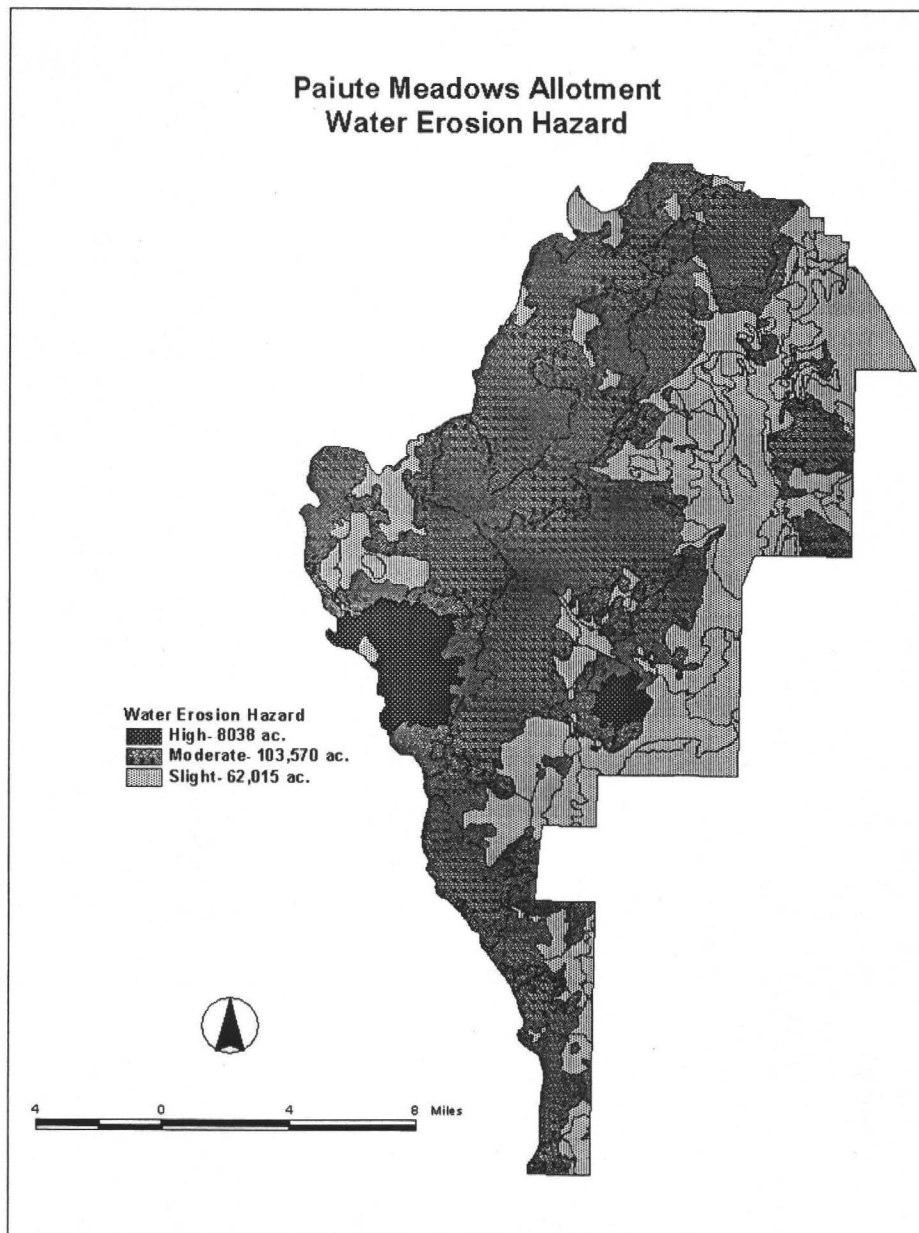 Paiute Meadows Allotment
Water Erosion Hazard
Water Erosion Hazard
High- 8038 ac.
Moderate- 103,570 ac.
Slight- 62,015 ac.
4 0 4 8 Miles